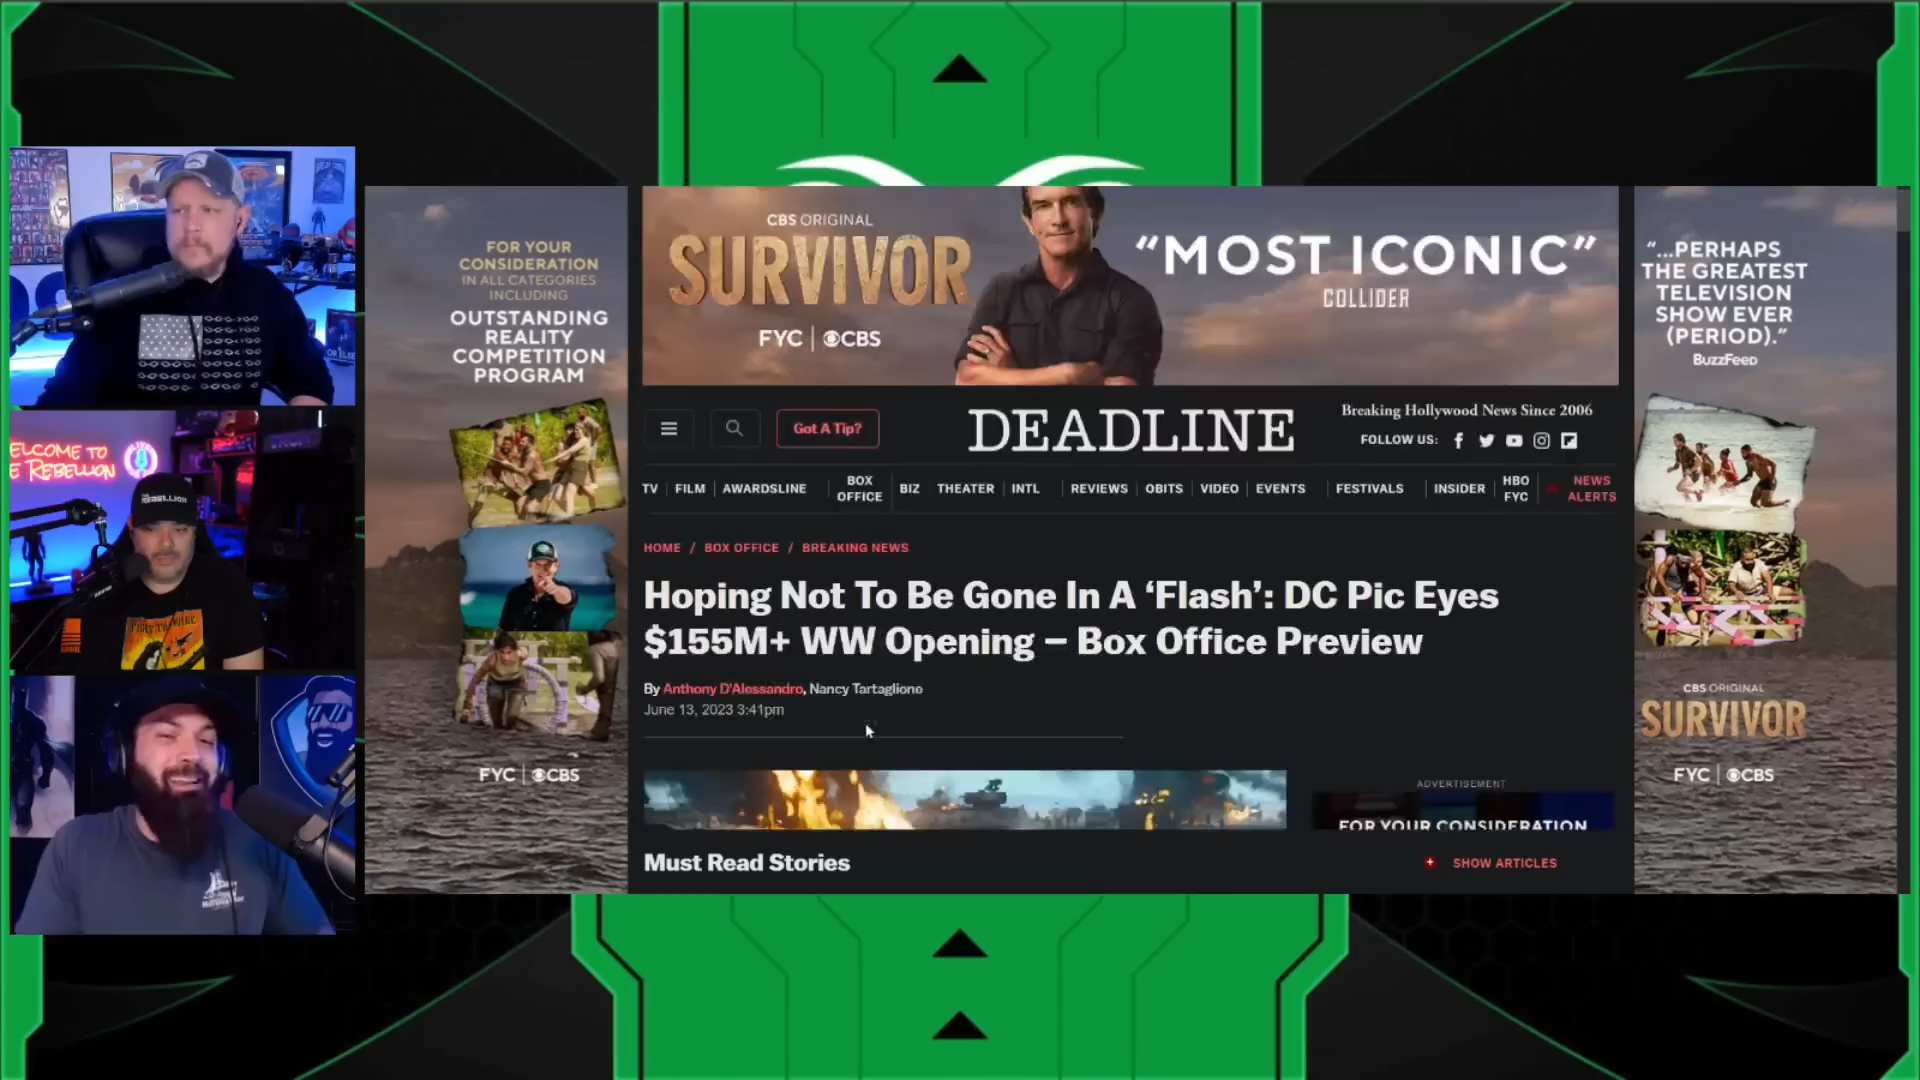 FOR YOUR
CONSIDERATION
IN ALL CATEGORIES
INCLUDING
OUTSTANDING
REALITY
COMPETITION
PROGRAM
FYC | CBS
CBS ORIGINAL
SURVIVOR
FYC | CBS
“MOST ICONIC”
COLLIDER
“...PERHAPS
THE GREATEST
TELEVISION
SHOW EVER
(PERIOD).”
BuzzFeed
CBS ORIGINAL
SURVIVOR
FYC | CBS
Got A Tip?
DEADLINE
Breaking Hollywood News Since 2006
FOLLOW US:
TV | FILM | AWARDSLINE | BOX OFFICE | BIZ THEATER | INTL | REVIEWS | OBITS | VIDEO | EVENTS | FESTIVALS | INSIDER | HBO FYC | NEWS ALERTS
HOME / BOX OFFICE / BREAKING NEWS
Hoping Not To Be Gone In A ‘Flash’: DC Pic Eyes
$155M+ WW Opening – Box Office Preview
By Anthony D'Alessandro, Nancy Tartaglione
June 13, 2023 3:41pm
ADVERTISEMENT
FOR YOUR CONSIDERATION
Must Read Stories
+ SHOW ARTICLES
ELCOME TO
E REBELLION
REBELLION
OR ELSE